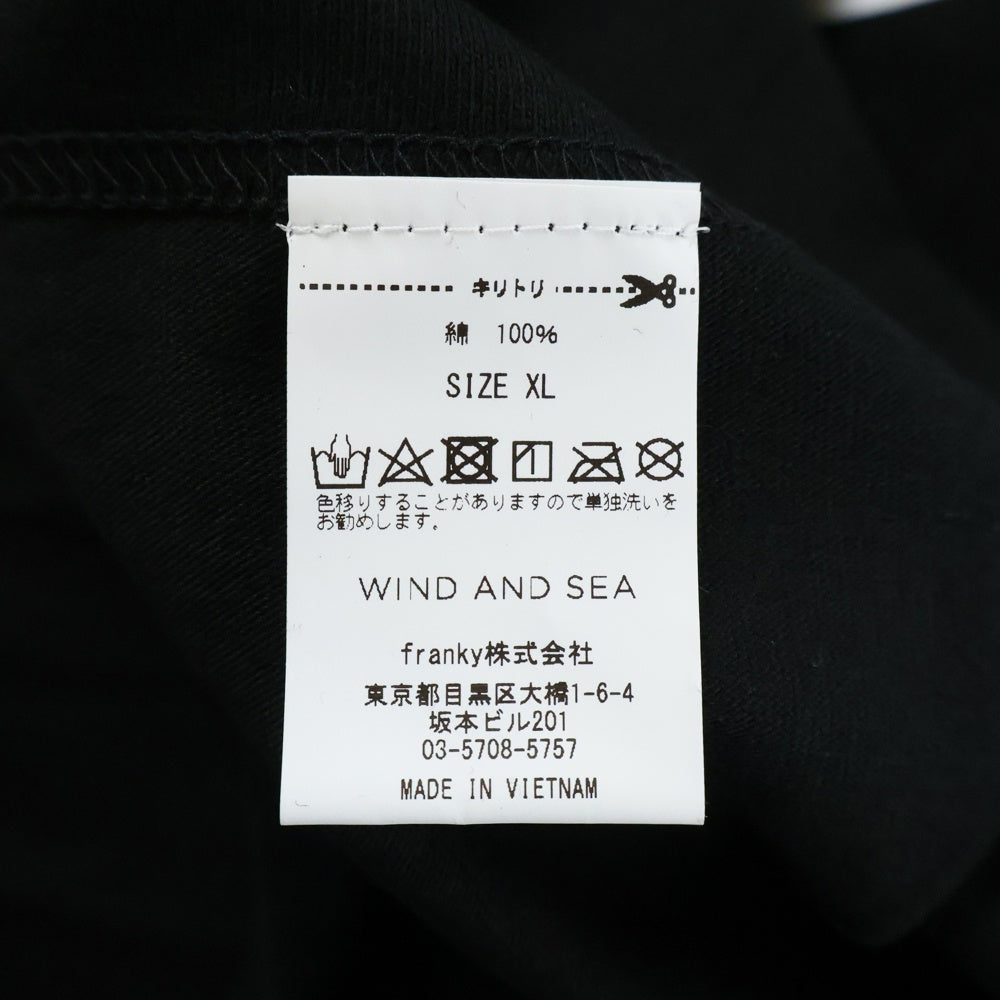 キリトリ
綿 100%
SIZE XL
色移りすることがありますので単独洗いを
お勧めします。
WIND AND SEA
franky株式会社
東京都目黒区大橋1-6-4
坂本ビル201
03-5708-5757
MADE IN VIETNAM